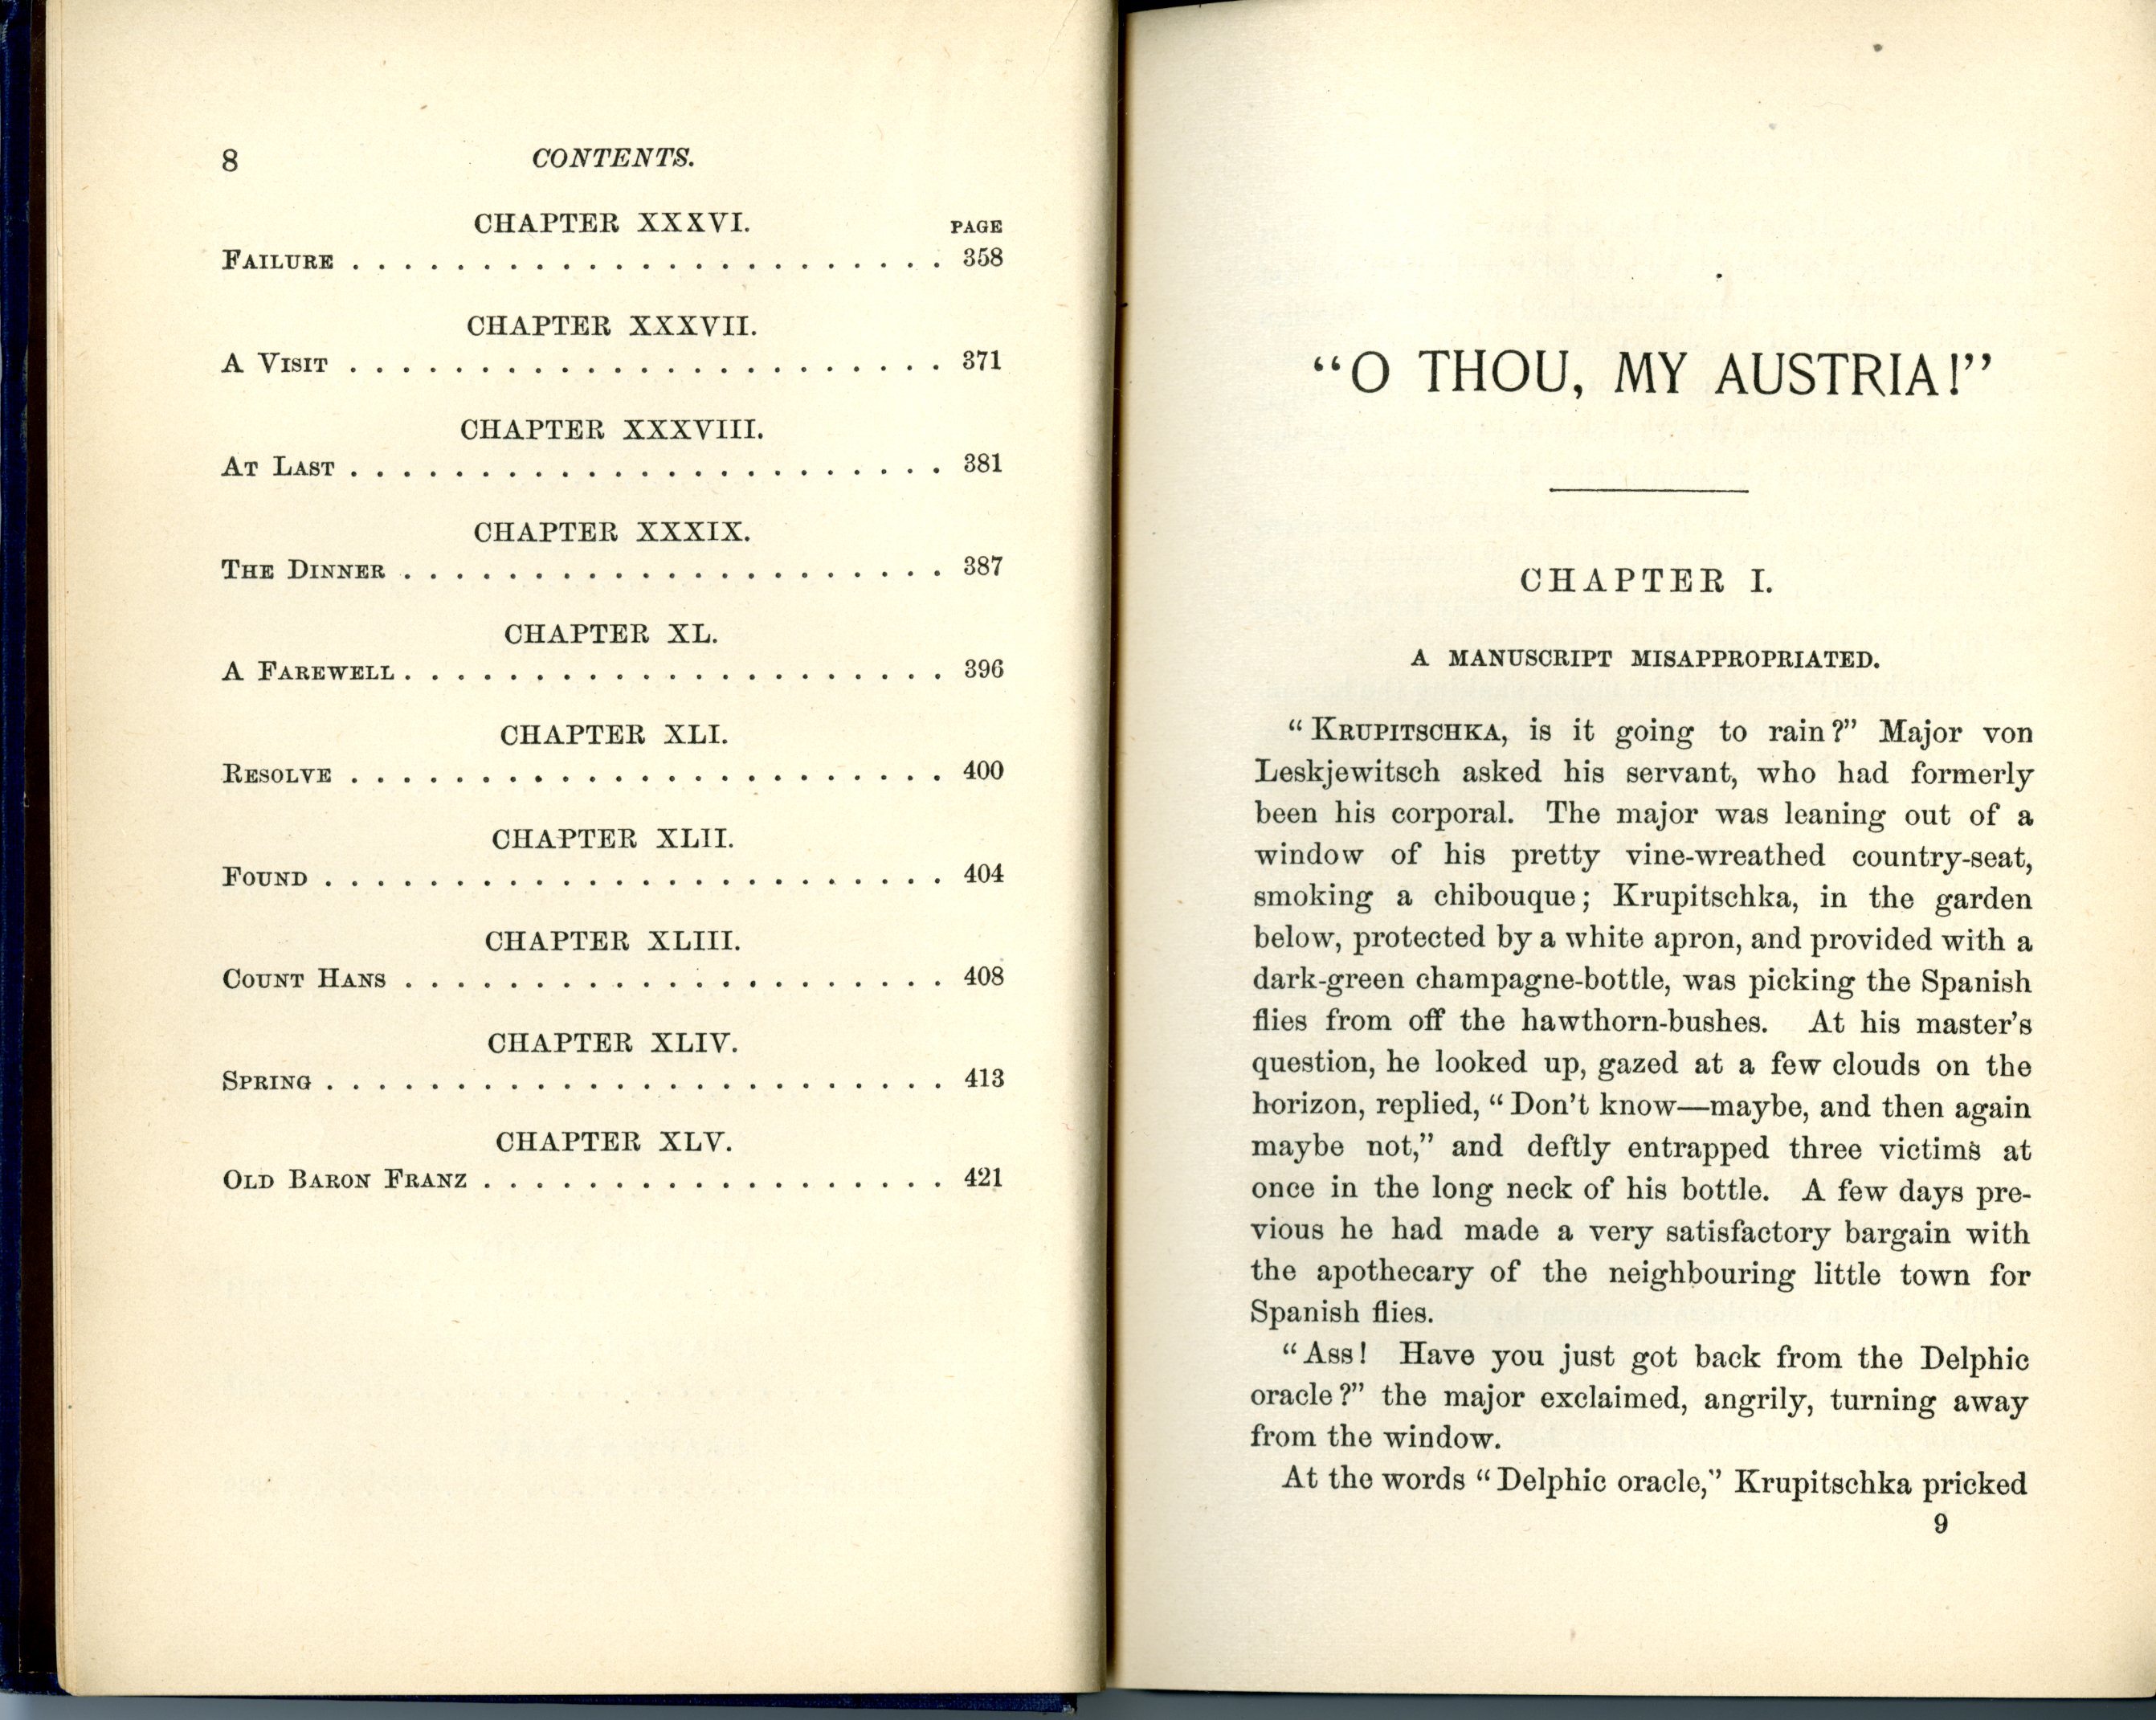 8 CONTENTS.
CHAPTER XXXVI. PAGE
FAILURE . . . . . . . . . . . . . . . . . . . . . . . 358
CHAPTER XXXVII.
A VISIT . . . . . . . . . . . . . . . . . . . . . . . 371
CHAPTER XXXVIII.
AT LAST . . . . . . . . . . . . . . . . . . . . . . . 381
CHAPTER XXXIX.
THE DINNER . . . . . . . . . . . . . . . . . . . . . 387
CHAPTER XL.
A FAREWELL . . . . . . . . . . . . . . . . . . . . . 396
CHAPTER XLI.
RESOLVE . . . . . . . . . . . . . . . . . . . . . . . 400
CHAPTER XLII.
FOUND . . . . . . . . . . . . . . . . . . . . . . . . 404
CHAPTER XLIII.
COUNT HANS . . . . . . . . . . . . . . . . . . . . . 408
CHAPTER XLIV.
SPRING . . . . . . . . . . . . . . . . . . . . . . . . 413
CHAPTER XLV.
OLD BARON FRANZ . . . . . . . . . . . . . . . . . . 421
“O THOU, MY AUSTRIA!”
CHAPTER I.
A MANUSCRIPT MISAPPROPRIATED.
“KRUPITSCHKA, is it going to rain?” Major von
Leskjewitsch asked his servant, who had formerly
been his corporal. The major was leaning out of a
window of his pretty vine-wreathed country-seat,
smoking a chibouque; Krupitschka, in the garden
below, protected by a white apron, and provided with a
dark-green champagne-bottle, was picking the Spanish
flies from off the hawthorn-bushes. At his master's
question, he looked up, gazed at a few clouds on the
horizon, replied, “Don't know—maybe, and then again
maybe not,” and deftly entrapped three victims at
once in the long neck of his bottle. A few days pre-
vious he had made a very satisfactory bargain with
the apothecary of the neighbouring little town for
Spanish flies.
“Ass! Have you just got back from the Delphic
oracle?” the major exclaimed, angrily, turning away
from the window.
At the words “Delphic oracle,” Krupitschka pricked
9